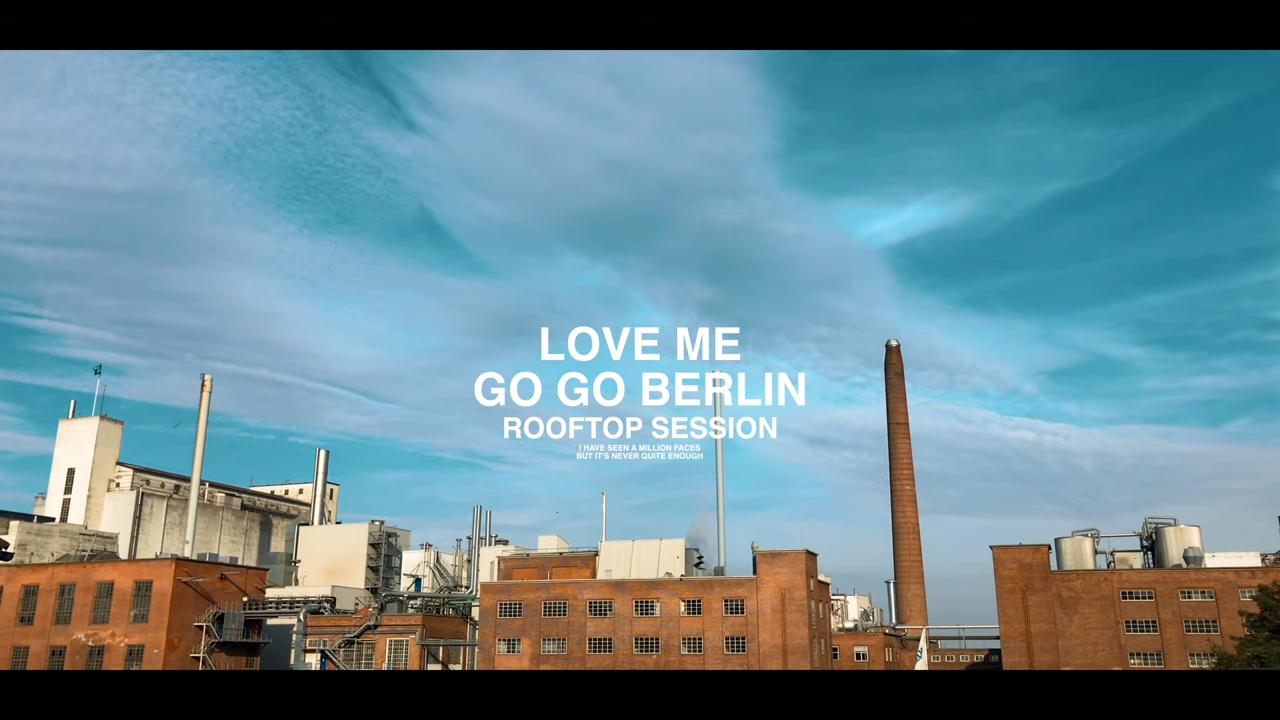 LOVE ME
GO GO BERLIN
ROOFTOP SESSION
I HAVE SEEN A MILLION FACES
BUT IT'S NEVER QUITE ENOUGH